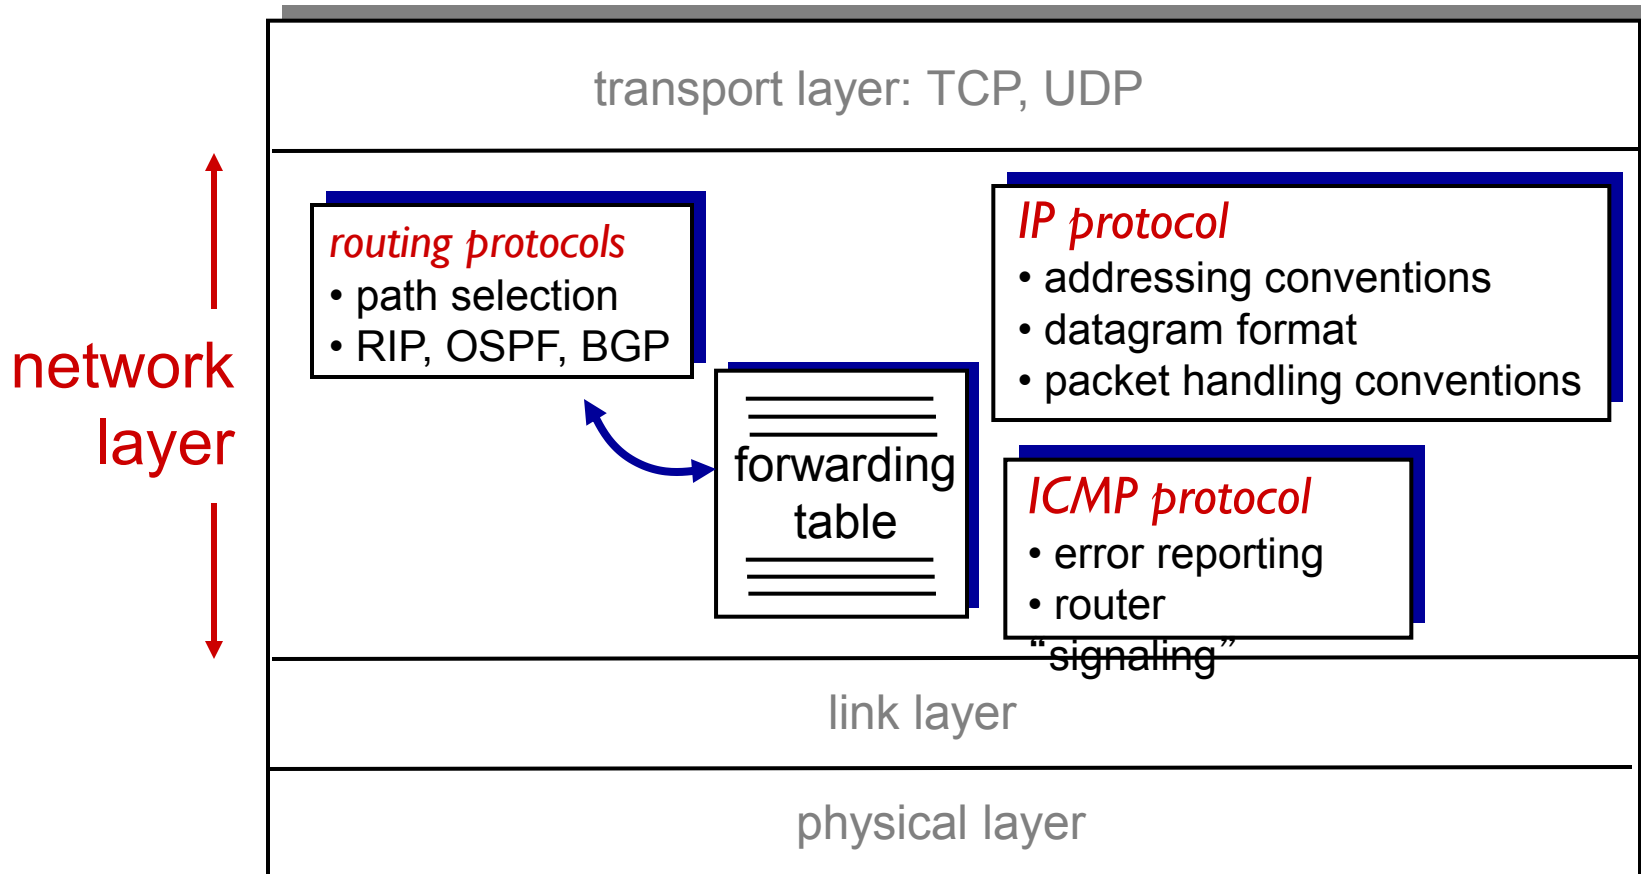 transport layer: TCP, UDP
network
layer
routing protocols
• path selection
• RIP, OSPF, BGP
forwarding
table
IP protocol
• addressing conventions
• datagram format
• packet handling conventions
ICMP protocol
• error reporting
• router
“signaling”
link layer
physical layer